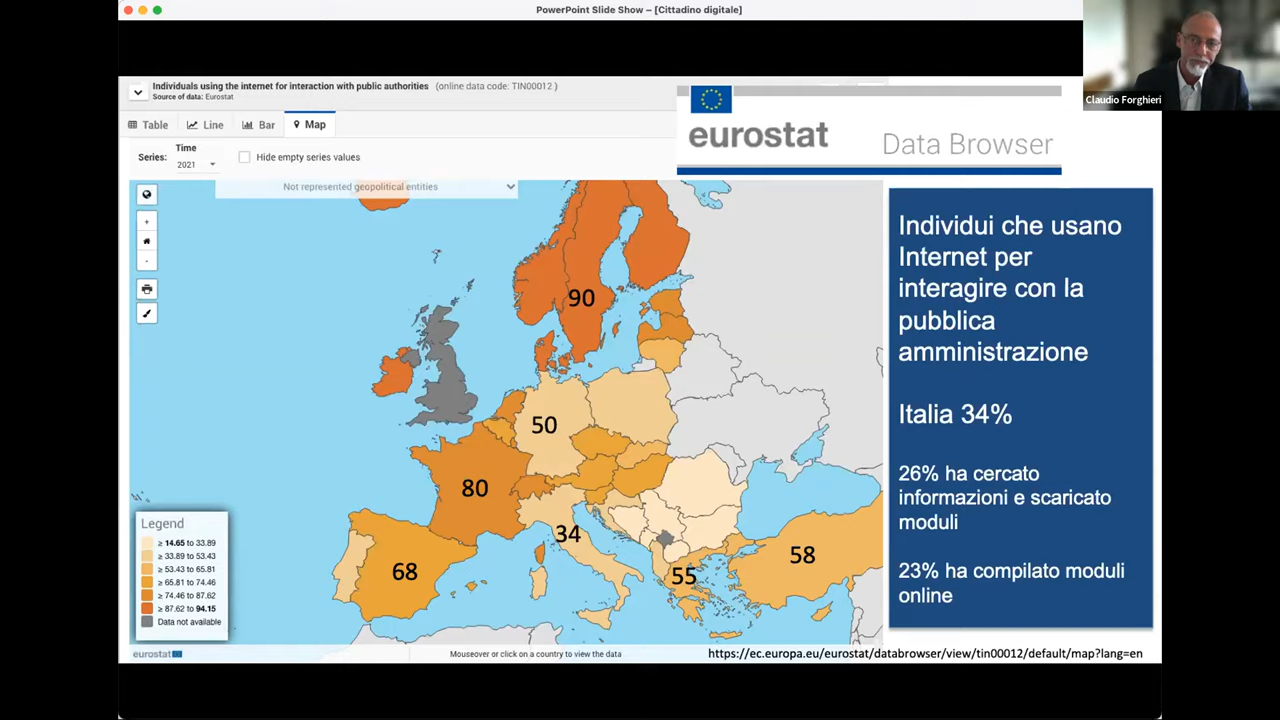 PowerPoint Slide Show – [Cittadino digitale]
Claudio Forghieri
Individuals using the internet for interaction with public authorities (online data code: TIN00012 )
Source of data: Eurostat
Table Line Bar Map
Series:
Time
2021
Hide empty series values
eurostat
Data Browser
Not represented geopolitical entities
+
-
90
50
80
34
68
55
58
Legend
≥ 14.65 to 33.89
≥ 33.89 to 53.43
≥ 53.43 to 65.81
≥ 65.81 to 74.46
≥ 74.46 to 87.62
≥ 87.62 to 94.15
Data not available
eurostat
Mouseover or click on a country to view the data
Individui che usano
Internet per
interagire con la
pubblica
amministrazione
Italia 34%
26% ha cercato
informazioni e scaricato
moduli
23% ha compilato moduli
online
https://ec.europa.eu/eurostat/databrowser/view/tin00012/default/map?lang=en